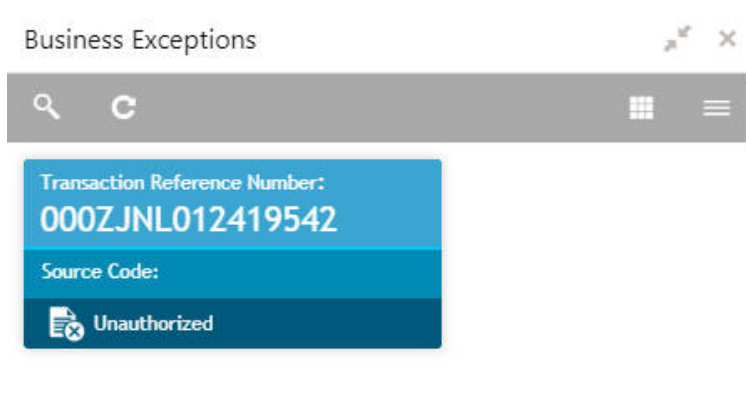 Business Exceptions
Transaction Reference Number:
000ZJNL012419542
Source Code:
Unauthorized